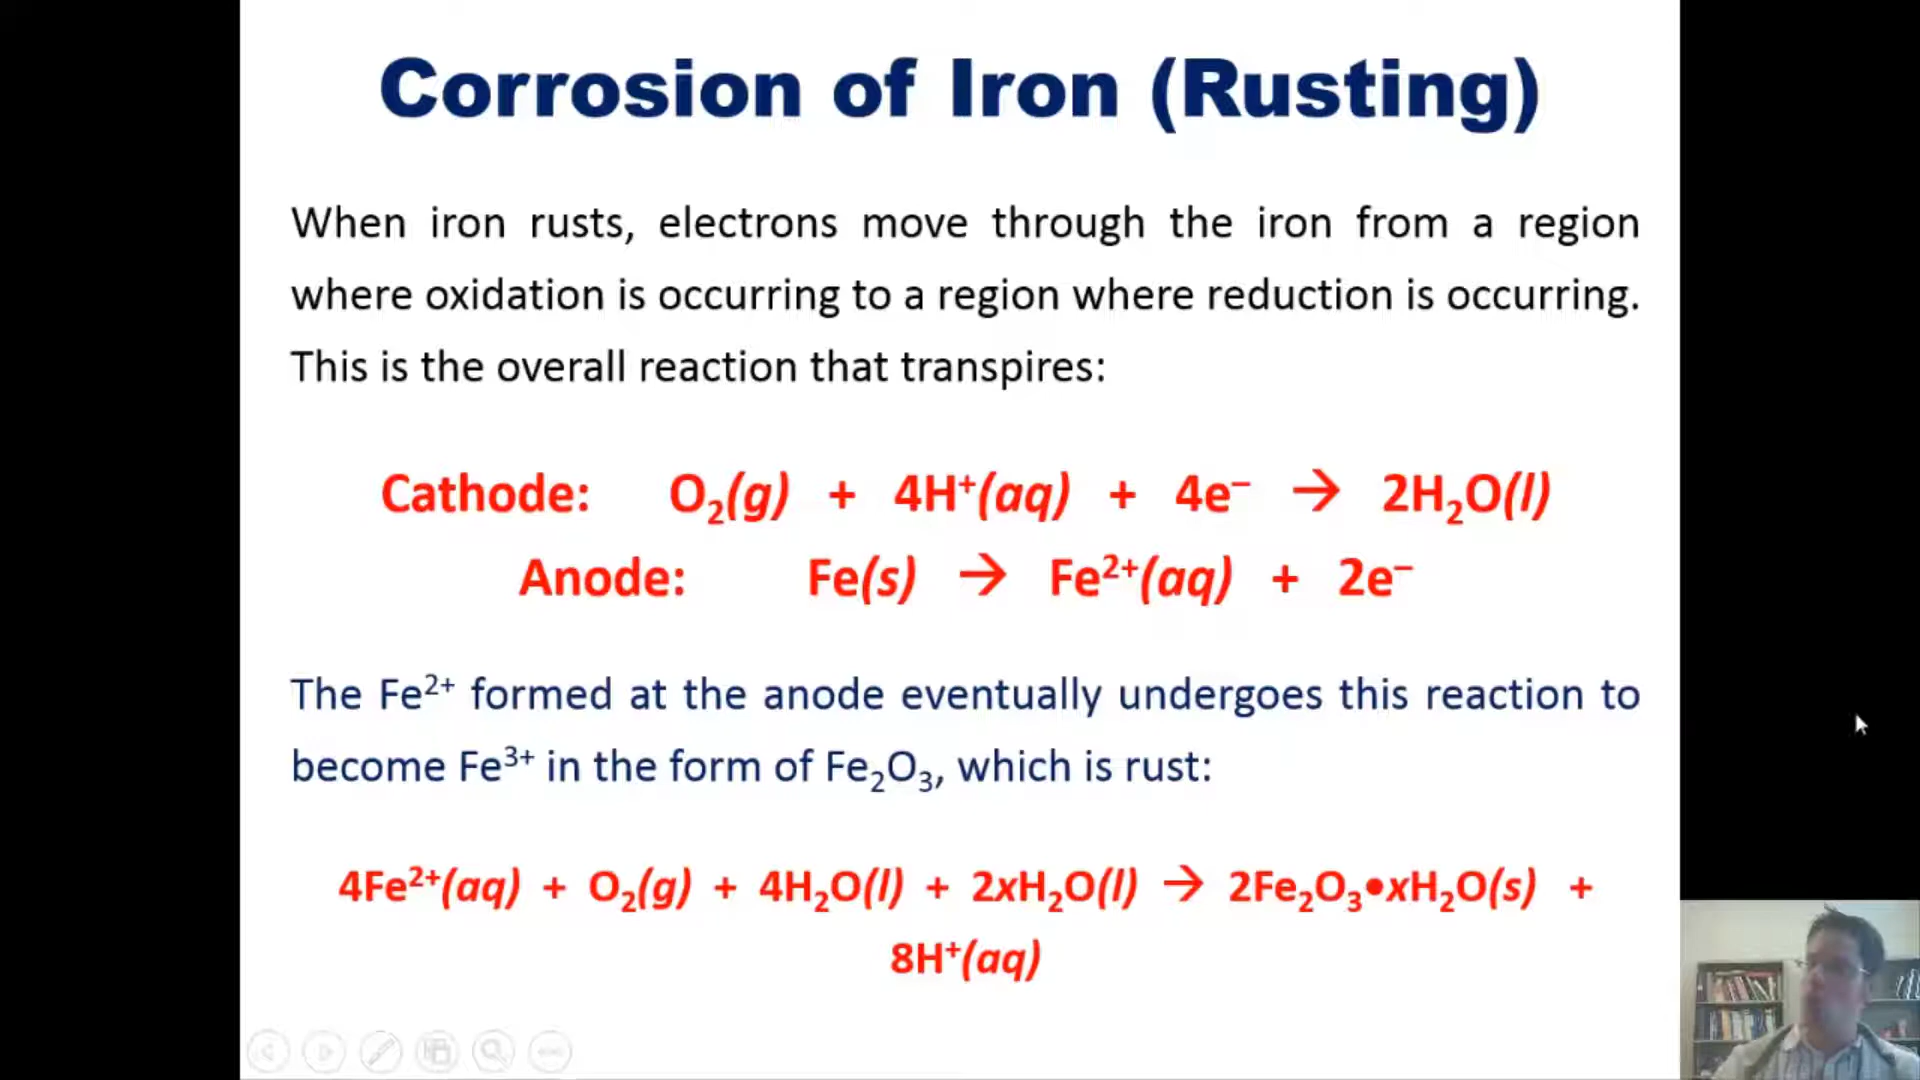 Corrosion of Iron (Rusting)
When iron rusts, electrons move through the iron from a region
where oxidation is occurring to a region where reduction is occurring.
This is the overall reaction that transpires:
Cathode: O₂(g) + 4H⁺(aq) + 4e⁻ → 2H₂O(l)
Anode: Fe(s) → Fe²⁺(aq) + 2e⁻
The Fe²⁺ formed at the anode eventually undergoes this reaction to
become Fe³⁺ in the form of Fe₂O₃, which is rust:
4Fe²⁺(aq) + O₂(g) + 4H₂O(l) + 2xH₂O(l) → 2Fe₂O₃•xH₂O(s) +
8H⁺(aq)